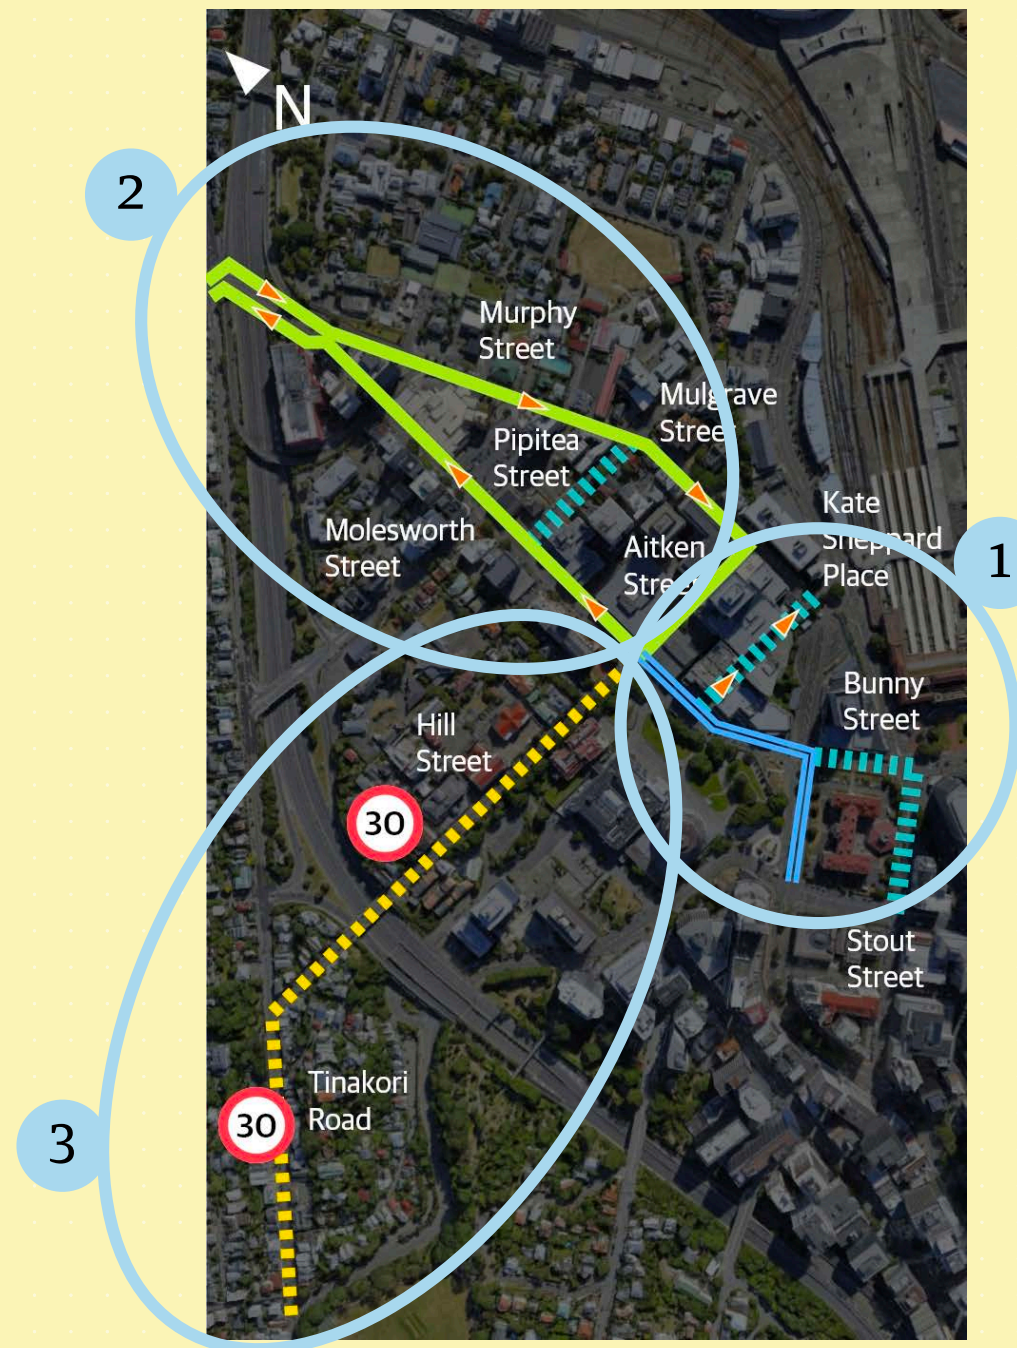 N
2
Murphy
Street
Mulgrave
Street
Pipitea
Street
Kate
Sheppard
Place
Molesworth
Street
Aitken
Street
1
Bunny
Street
Hill
Street
30
Stout
Street
Tinakori
Road
30
3